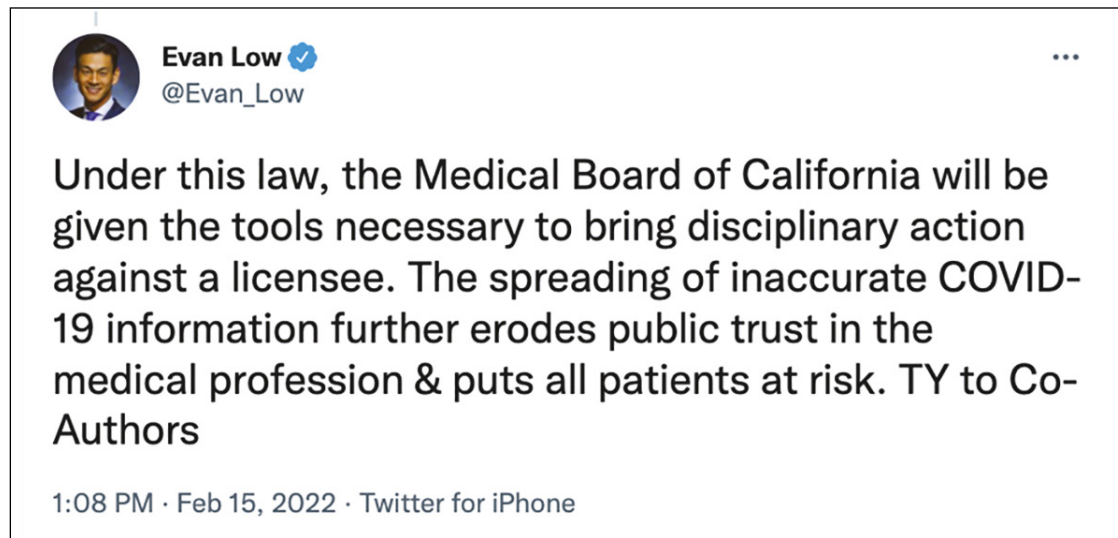 Evan Low
@Evan_Low
Under this law, the Medical Board of California will be
given the tools necessary to bring disciplinary action
against a licensee. The spreading of inaccurate COVID-
19 information further erodes public trust in the
medical profession & puts all patients at risk. TY to Co-
Authors
1:08 PM · Feb 15, 2022 · Twitter for iPhone